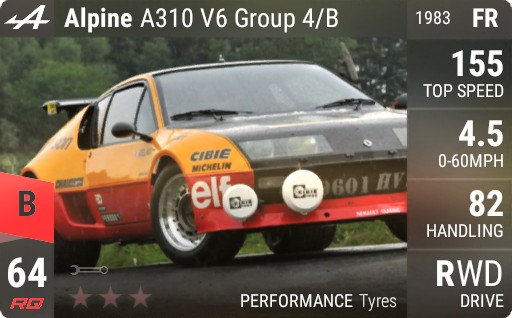 Alpine A310 V6 Group 4/B
1983 FR
155
TOP SPEED
4.5
0-60MPH
82
HANDLING
RWD
DRIVE
B
64
RQ
CIBIE
MICHELIN
elf
PERFORMANCE Tyres